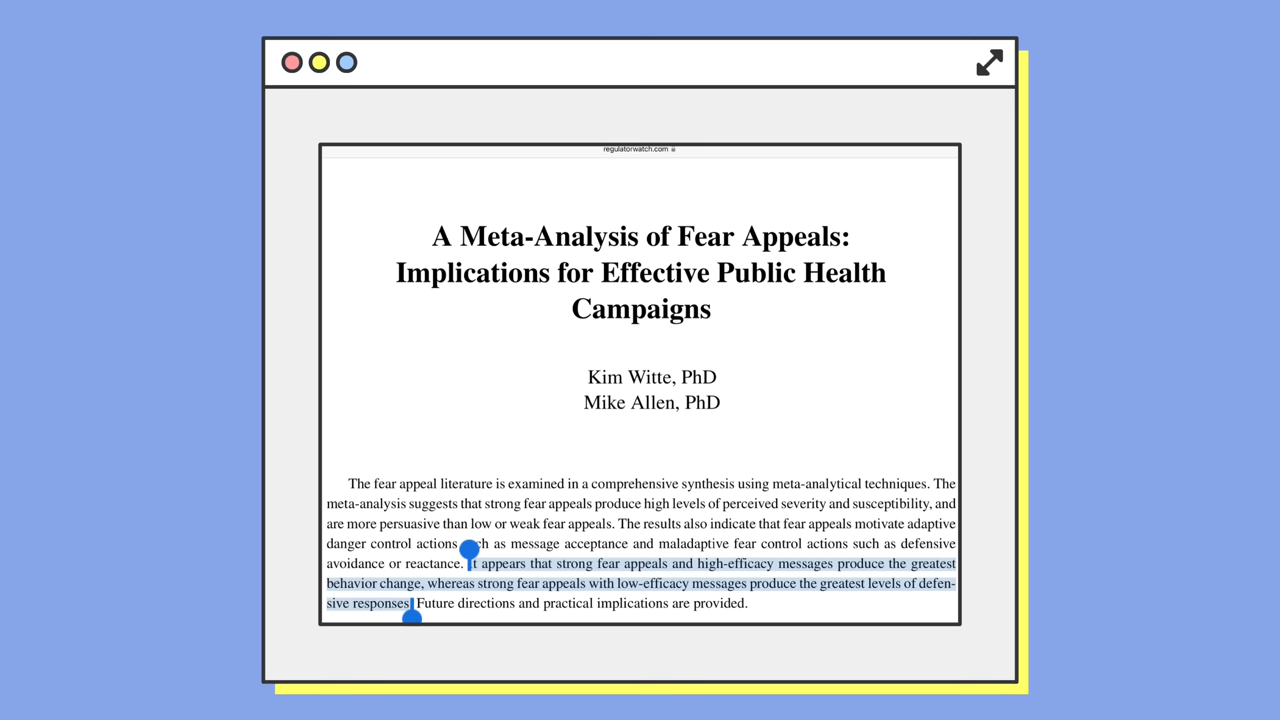 regulatorwatch.com
A Meta-Analysis of Fear Appeals:
Implications for Effective Public Health
Campaigns
Kim Witte, PhD
Mike Allen, PhD
The fear appeal literature is examined in a comprehensive synthesis using meta-analytical techniques. The
meta-analysis suggests that strong fear appeals produce high levels of perceived severity and susceptibility, and
are more persuasive than low or weak fear appeals. The results also indicate that fear appeals motivate adaptive
danger control actions such as message acceptance and maladaptive fear control actions such as defensive
avoidance or reactance. It appears that strong fear appeals and high-efficacy messages produce the greatest
behavior change, whereas strong fear appeals with low-efficacy messages produce the greatest levels of defen-
sive responses. Future directions and practical implications are provided.